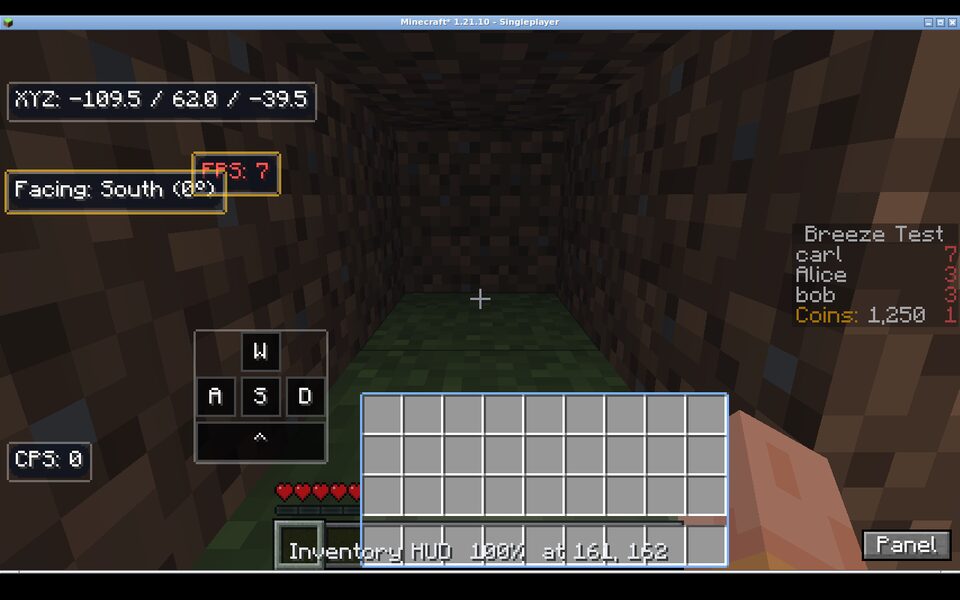 Minecraft* 1.21.10 - Singleplayer
XYZ: -109.5 / 62.0 / -39.5
FPS: 7
Facing: South (0°)
Breeze Test
carl 7
Alice 3
bob 3
Coins: 1,250 1
W
A S D
^
CPS: 0
Inventory HUD 100% at 161, 162
Panel